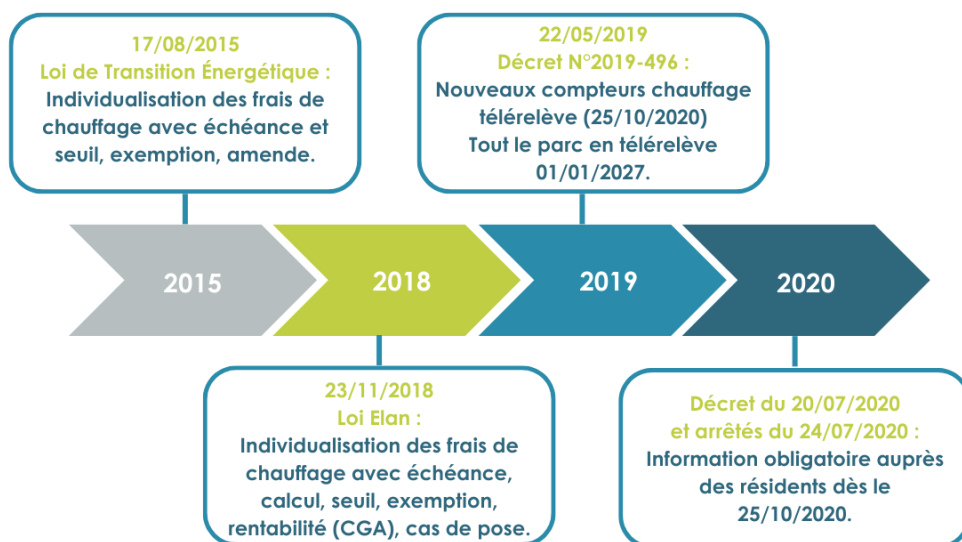 17/08/2015
Loi de Transition Énergétique :
Individualisation des frais de
chauffage avec échéance et
seuil, exemption, amende.
22/05/2019
Décret N°2019-496 :
Nouveaux compteurs chauffage
télérelève (25/10/2020)
Tout le parc en télérelève
01/01/2027.
2015
2018
2019
2020
23/11/2018
Loi Elan :
Individualisation des frais de
chauffage avec échéance,
calcul, seuil, exemption,
rentabilité (CGA), cas de pose.
Décret du 20/07/2020
et arrêtés du 24/07/2020 :
Information obligatoire auprès
des résidents dès le
25/10/2020.